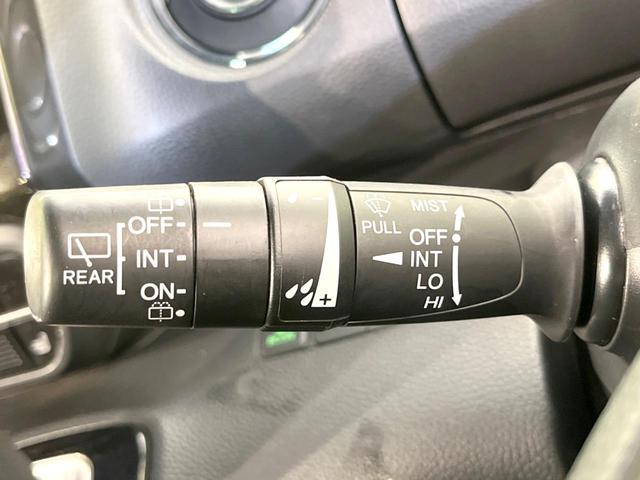 OFF
INT
ON
REAR
PULL
MIST
OFF
INT
LO
HI